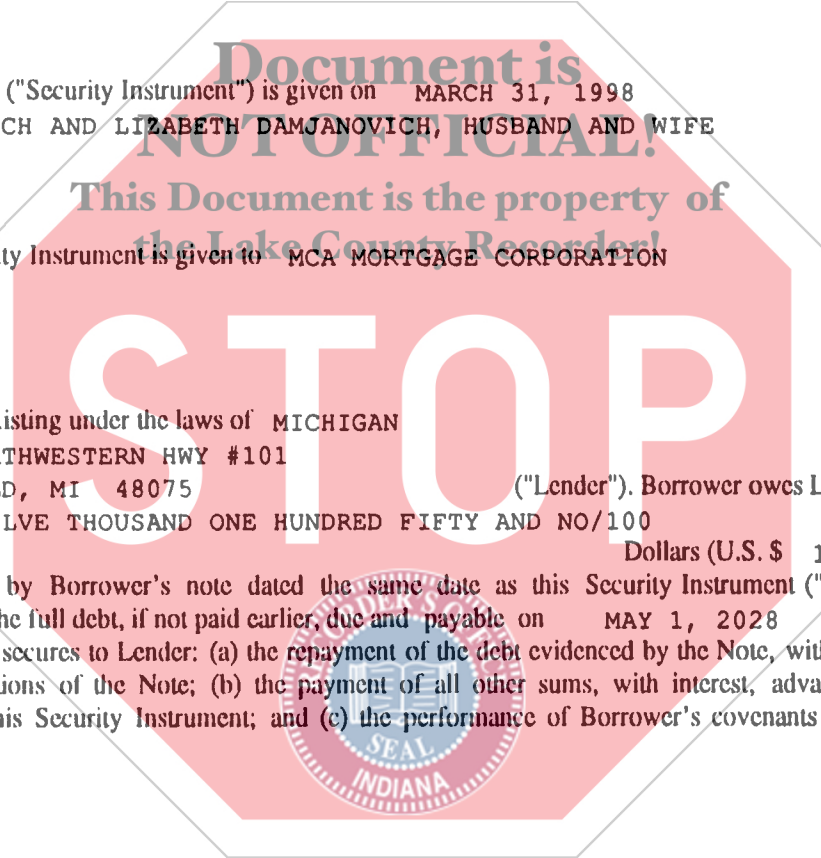 Document is
("Security Instrument") is given on MARCH 31, 1998
CH AND LIZABETH DAMJANOVICH, HUSBAND AND WIFE
NOT OFFICIAL!
This Document is the property of
the Lake County Recorder!
ty Instrument is given to MCA MORTGAGE CORPORATION
STOP
isting under the laws of MICHIGAN
THWESTERN HWY #101
D, MI 48075 ("Lender"). Borrower owes L
LVE THOUSAND ONE HUNDRED FIFTY AND NO/100
Dollars (U.S. $ 1
by Borrower's note dated the same date as this Security Instrument ("
he full debt, if not paid earlier, due and payable on MAY 1, 2028
secures to Lender: (a) the repayment of the debt evidenced by the Note, wit
ions of the Note; (b) the payment of all other sums, with interest, adva
his Security Instrument; and (c) the performance of Borrower's covenants
RECORDER'S OFFICE
SEAL
INDIANA